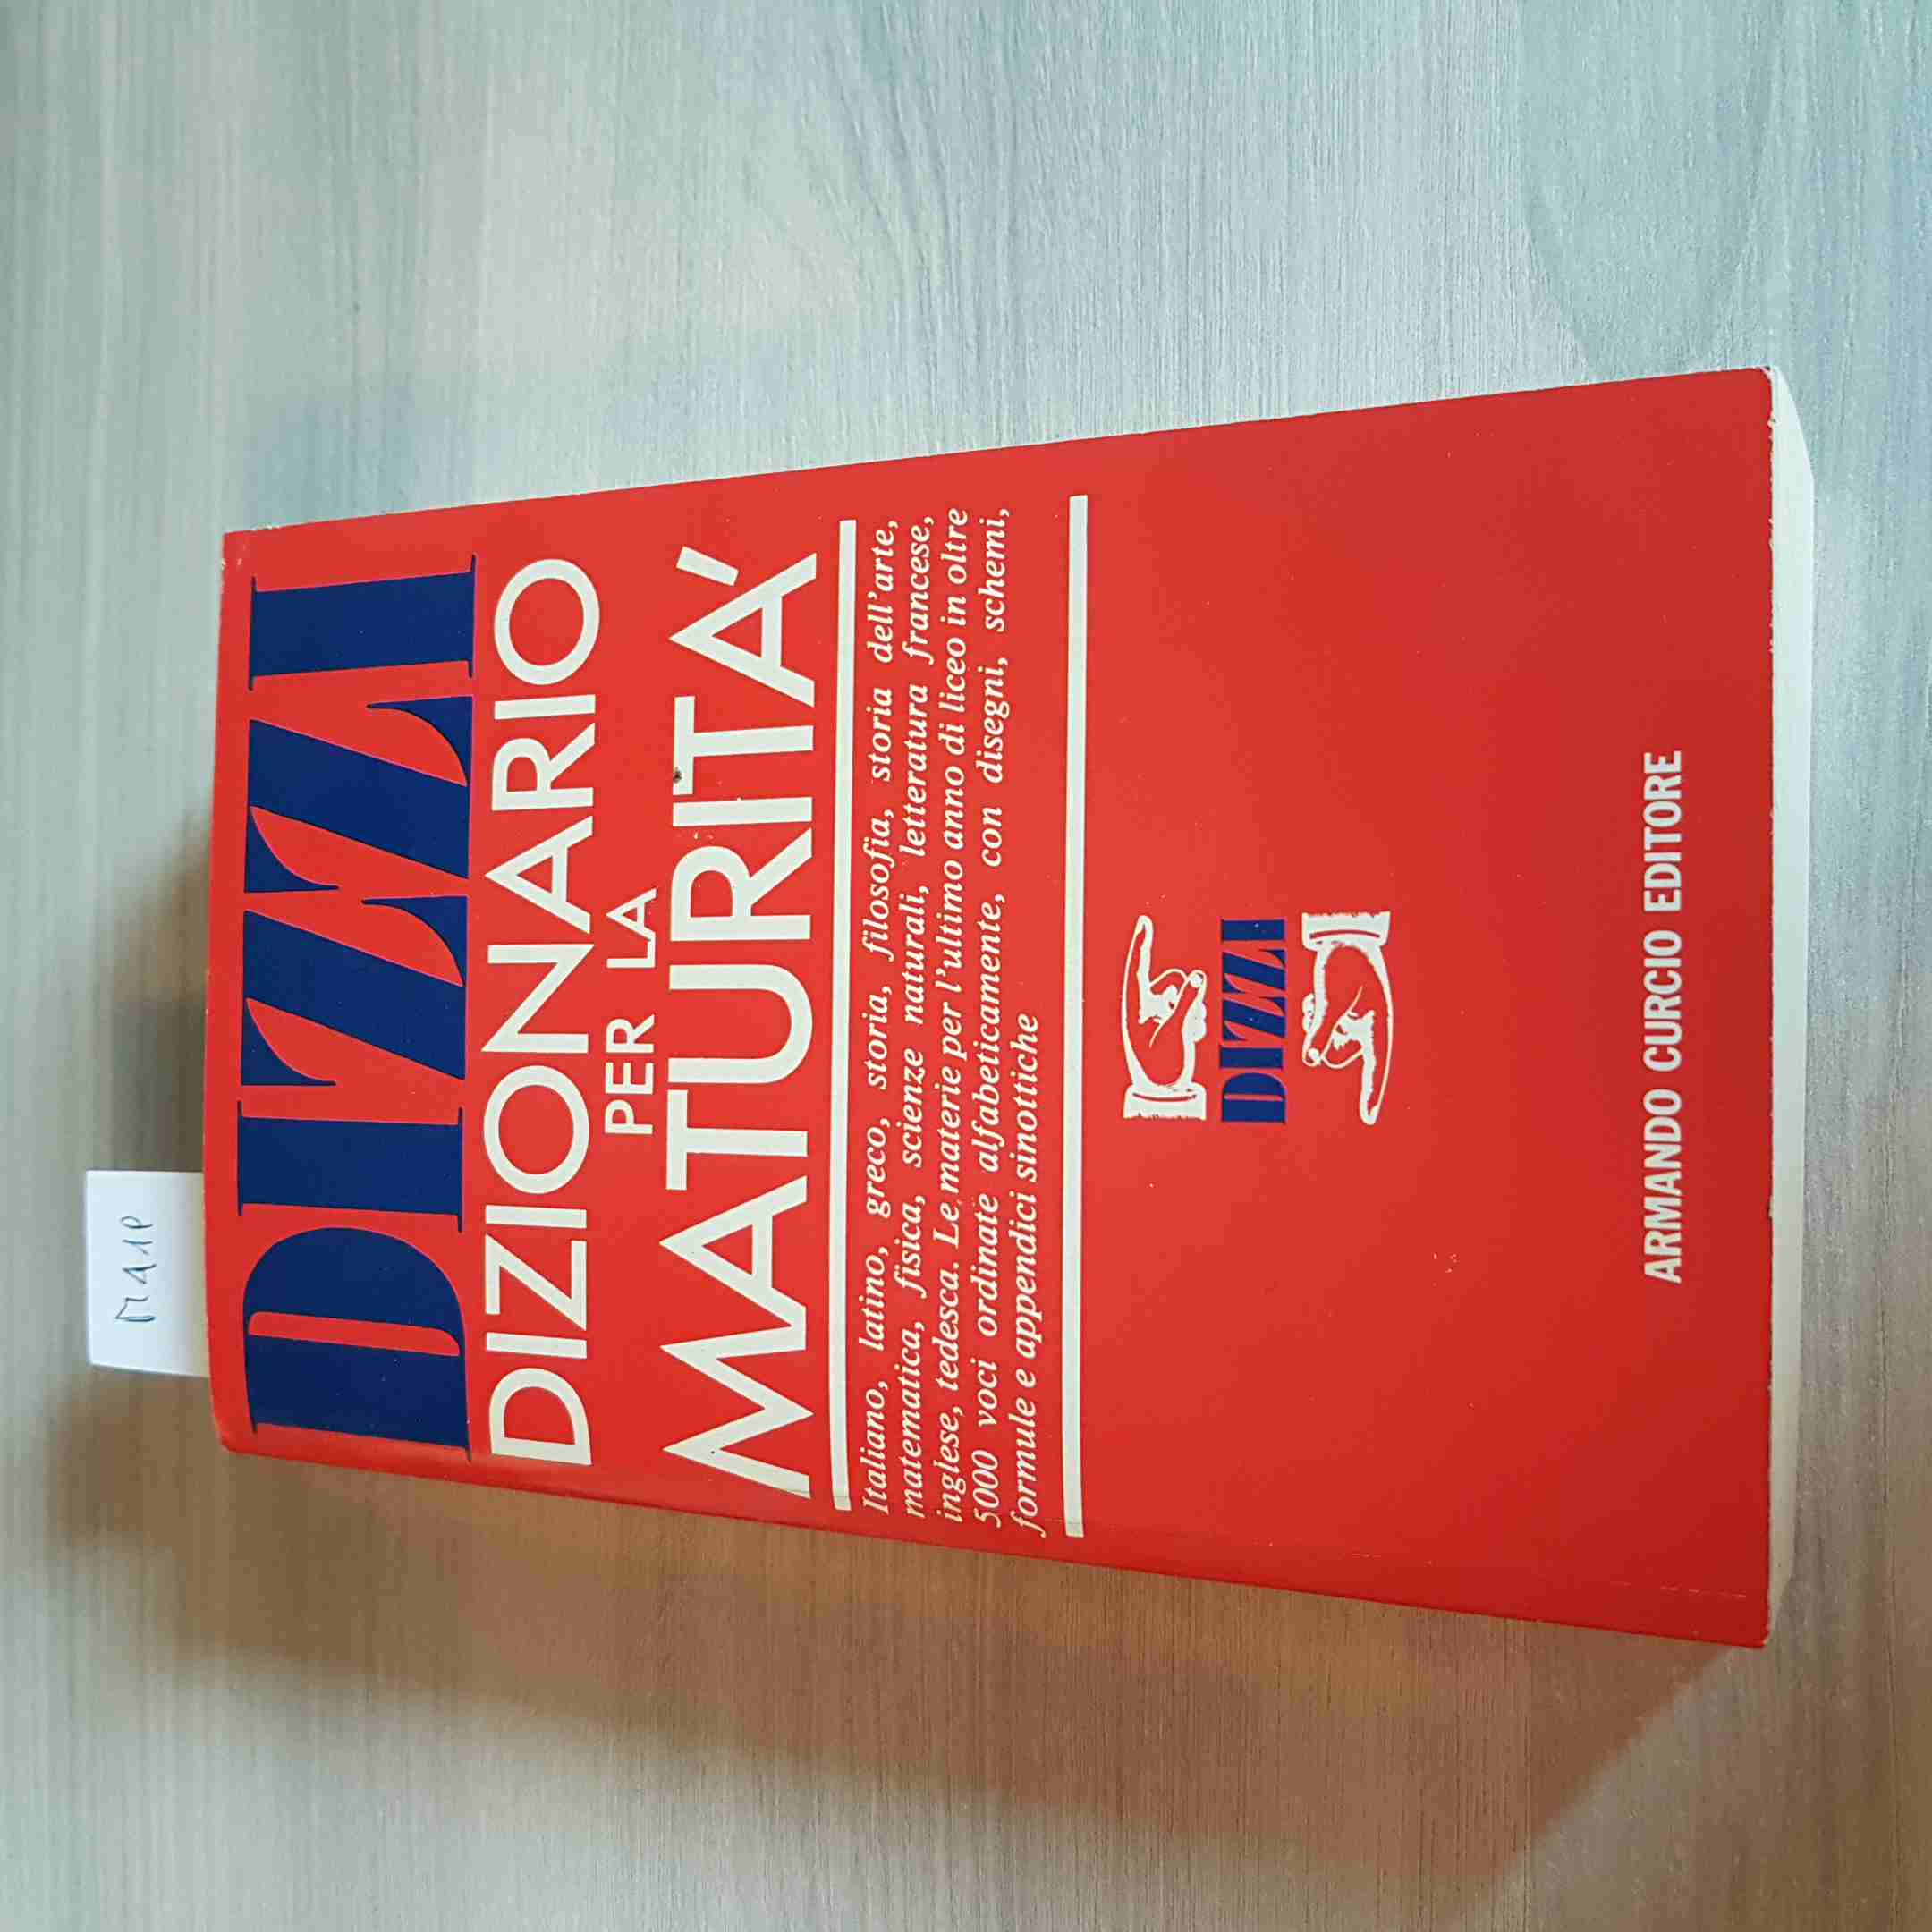 DIZZI
DIZIONARIO
PER LA
MATURITA'
Italiano, latino, greco, storia, filosofia, storia dell'arte,
matematica, fisica, scienze naturali, letteratura francese,
inglese, tedesca. Le materie per l'ultimo anno di liceo in oltre
5000 voci ordinate alfabeticamente, con disegni, schemi,
formule e appendici sinottiche
DIZZI
ARMANDO CURCIO EDITORE